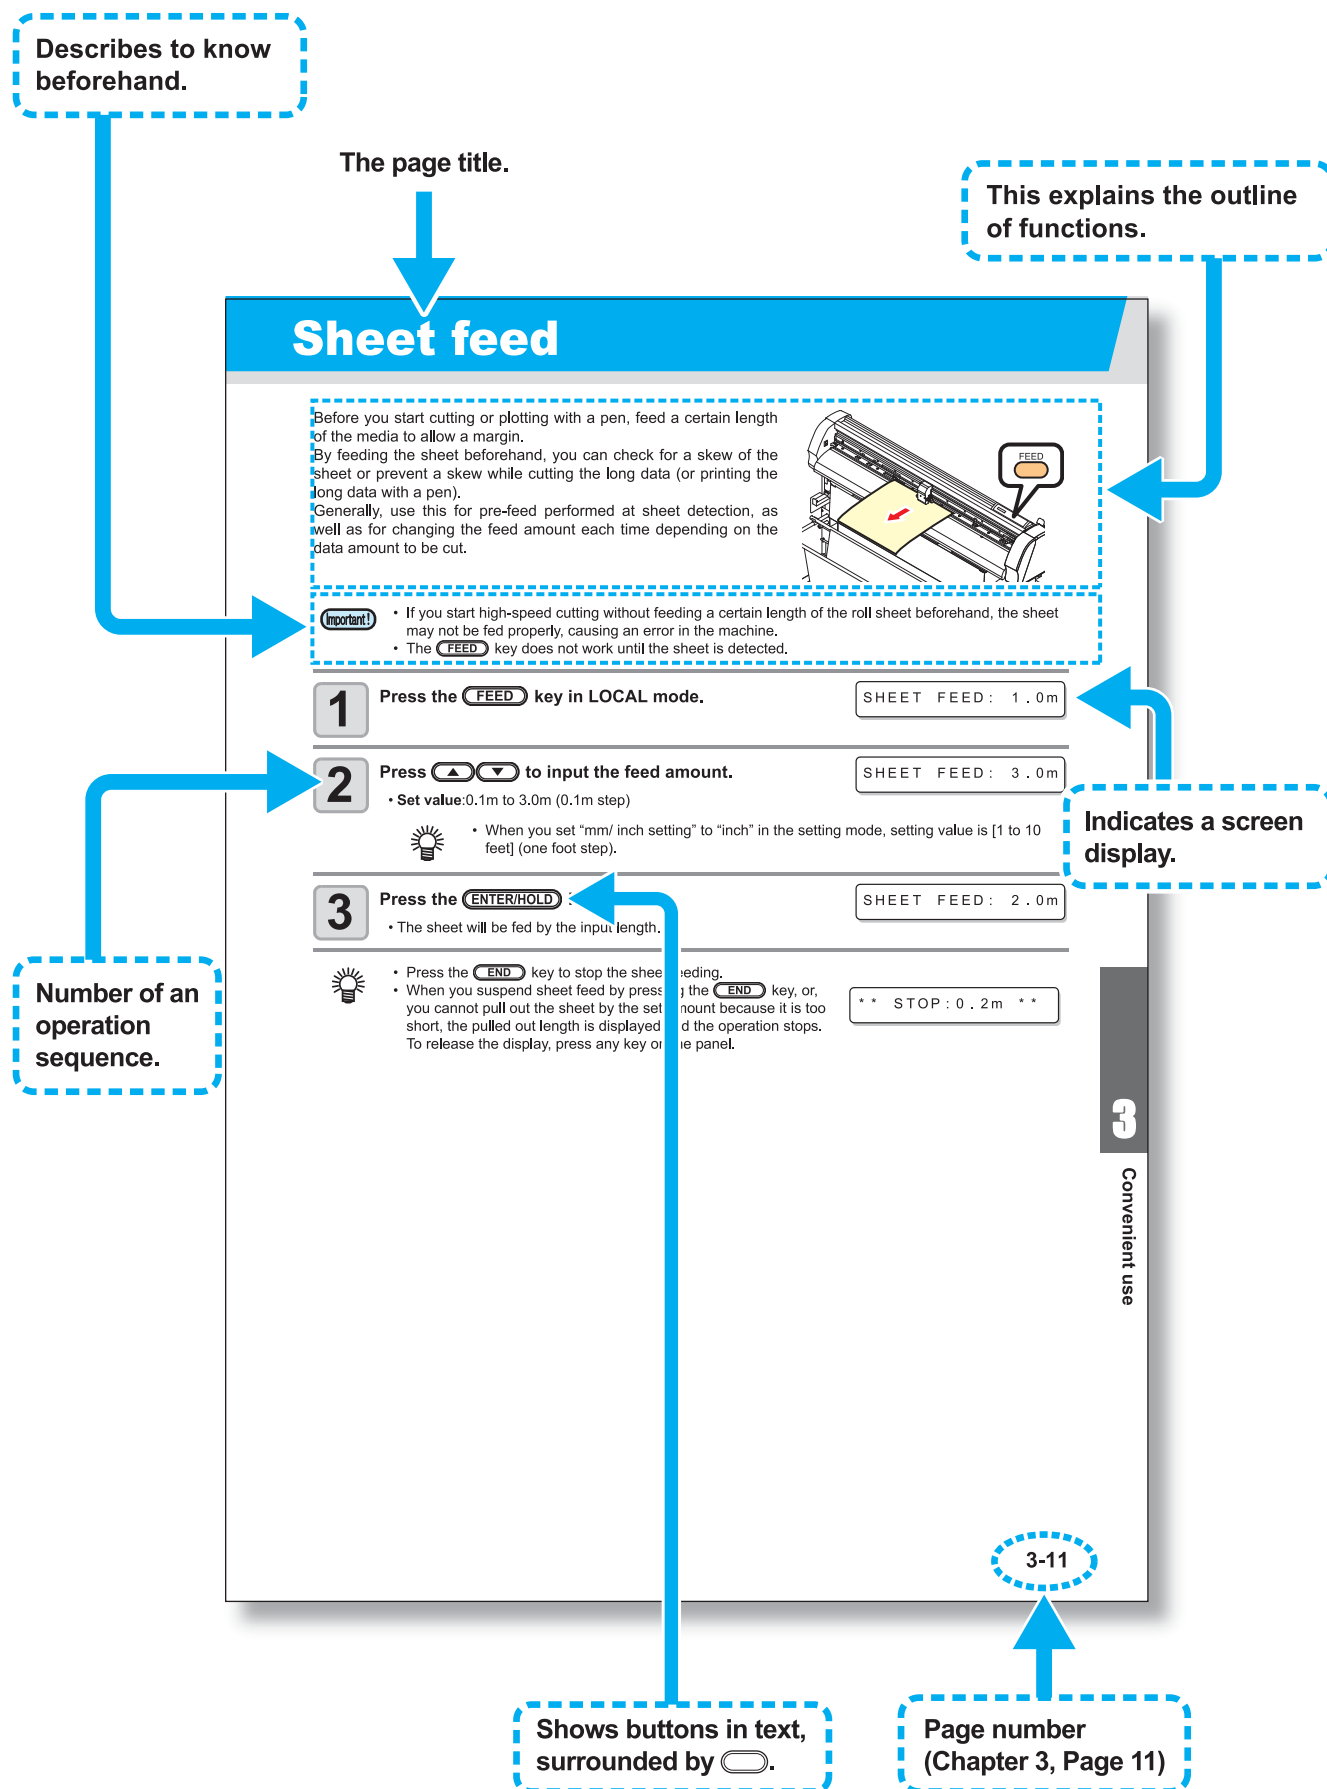 Describes to know
beforehand.
The page title.
This explains the outline
of functions.
Sheet feed
Before you start cutting or plotting with a pen, feed a certain length
of the media to allow a margin.
By feeding the sheet beforehand, you can check for a skew of the
sheet or prevent a skew while cutting the long data (or printing the
long data with a pen).
Generally, use this for pre-feed performed at sheet detection, as
well as for changing the feed amount each time depending on the
data amount to be cut.
FEED
Important!
• If you start high-speed cutting without feeding a certain length of the roll sheet beforehand, the sheet
may not be fed properly, causing an error in the machine.
• The FEED key does not work until the sheet is detected.
1
Press the FEED key in LOCAL mode.
SHEET FEED: 1.0m
2
Press ▲ ▼ to input the feed amount.
SHEET FEED: 3.0m
• Set value:0.1m to 3.0m (0.1m step)
• When you set “mm/ inch setting” to “inch” in the setting mode, setting value is [1 to 10
feet] (one foot step).
Indicates a screen
display.
3
Press the ENTER/HOLD
SHEET FEED: 2.0m
• The sheet will be fed by the input length.
Number of an
operation
sequence.
• Press the END key to stop the sheet eeding.
• When you suspend sheet feed by press g the END key, or,
you cannot pull out the sheet by the set mount because it is too
short, the pulled out length is displayed d the operation stops.
To release the display, press any key on e panel.
** STOP:0.2m **
3
Convenient use
3-11
Shows buttons in text,
surrounded by .
Page number
(Chapter 3, Page 11)